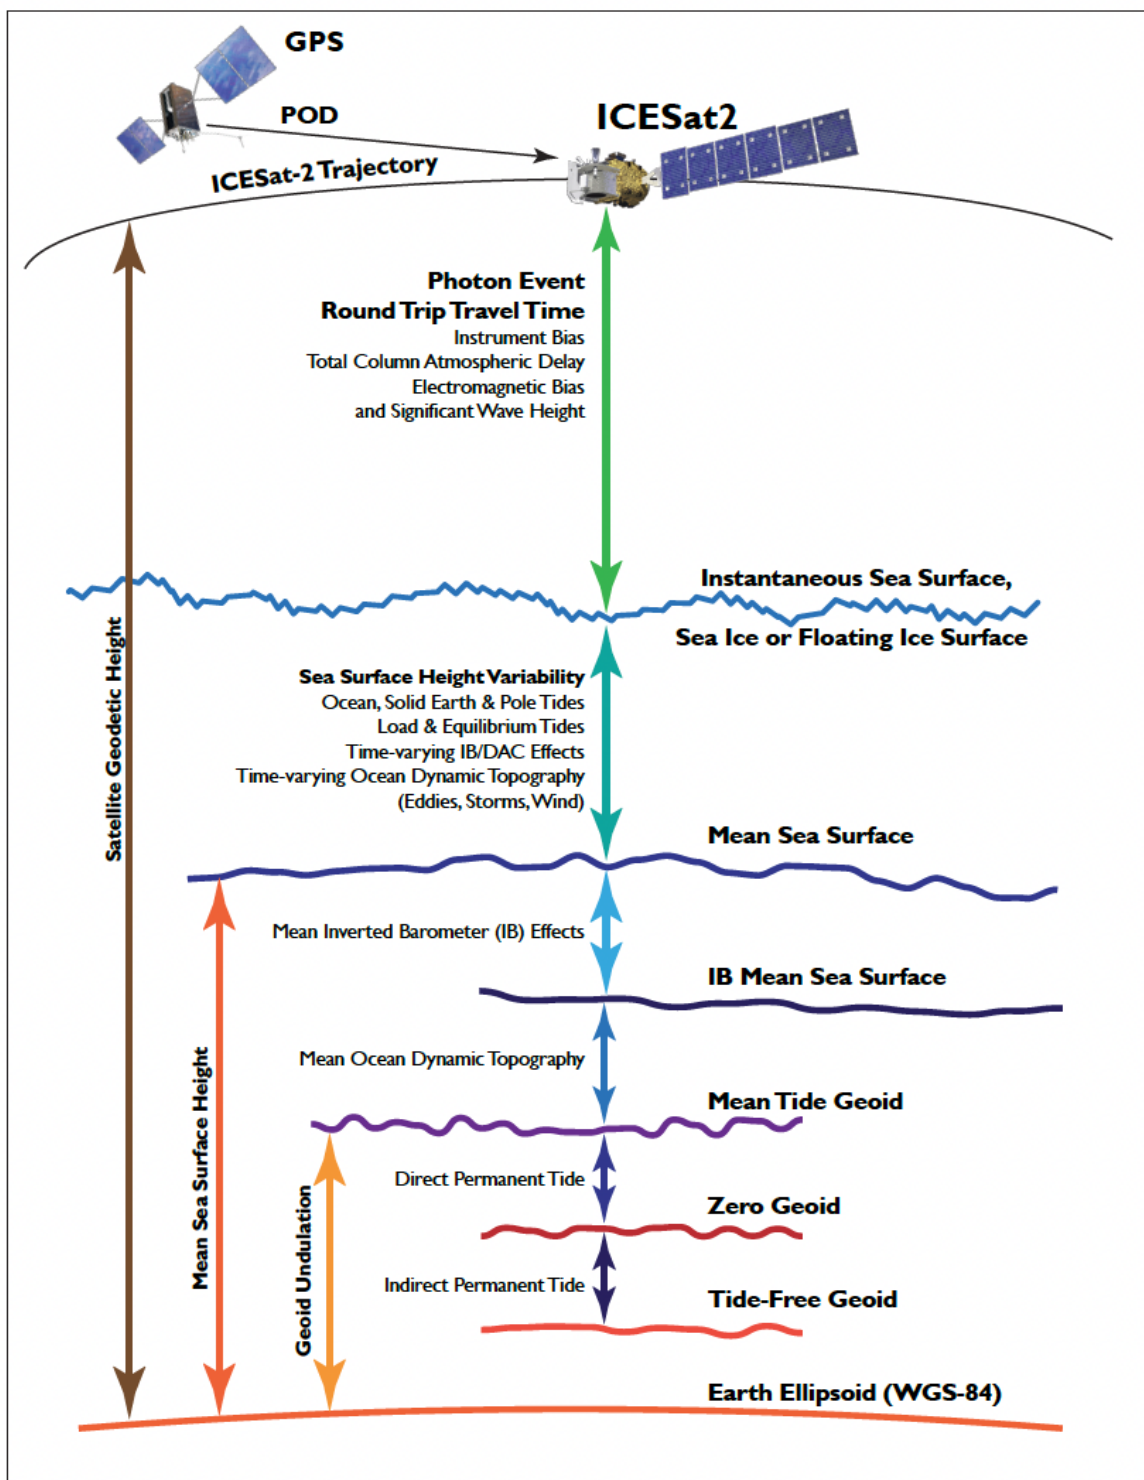 GPS
POD
ICESat2
ICESat-2 Trajectory
Photon Event
Round Trip Travel Time
Instrument Bias
Total Column Atmospheric Delay
Electromagnetic Bias
and Significant Wave Height
Instantaneous Sea Surface,
Sea Ice or Floating Ice Surface
Satellite Geodetic Height
Sea Surface Height Variability
Ocean, Solid Earth & Pole Tides
Load & Equilibrium Tides
Time-varying IB/DAC Effects
Time-varying Ocean Dynamic Topography
(Eddies, Storms, Wind)
Mean Sea Surface
Mean Inverted Barometer (IB) Effects
IB Mean Sea Surface
Mean Sea Surface Height
Mean Ocean Dynamic Topography
Mean Tide Geoid
Direct Permanent Tide
Zero Geoid
Geoid Undulation
Indirect Permanent Tide
Tide-Free Geoid
Earth Ellipsoid (WGS-84)